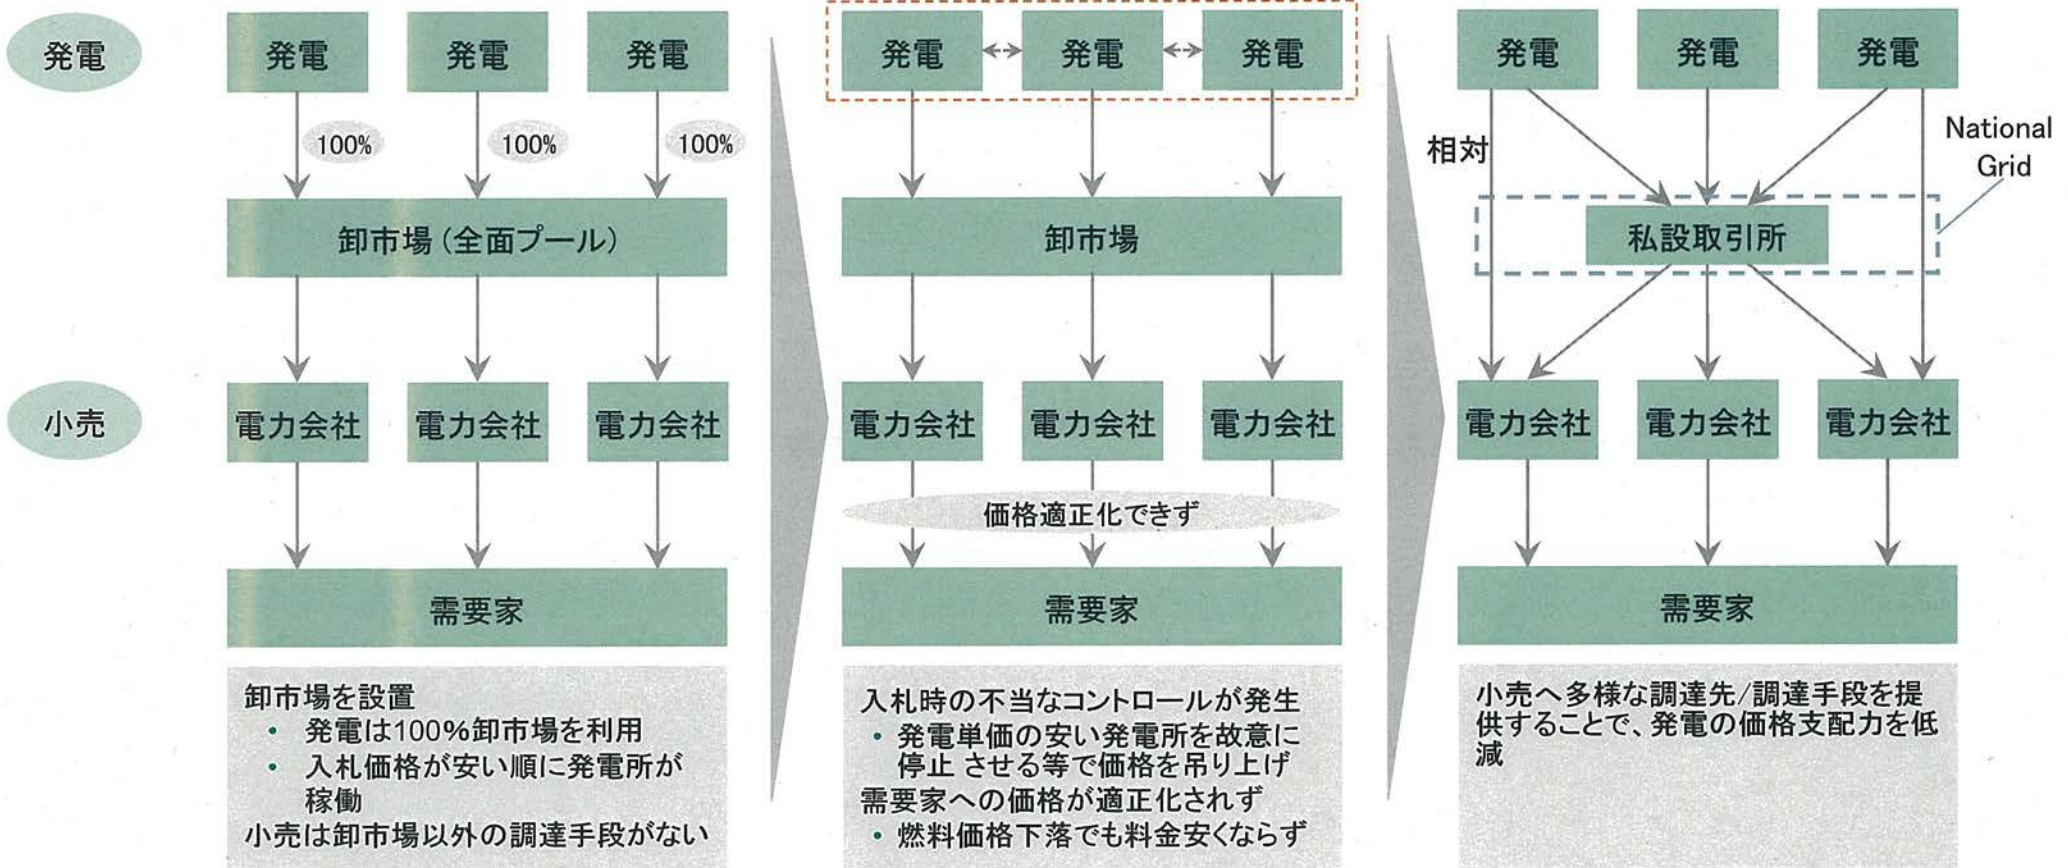 発電
発電
発電
発電
100%
100%
100%
卸市場(全面プール)
小売
電力会社
電力会社
電力会社
需要家
卸市場を設置
• 発電は100%卸市場を利用
• 入札価格が安い順に発電所が
稼働
小売は卸市場以外の調達手段がない
発電
発電
発電
卸市場
電力会社
電力会社
電力会社
価格適正化できず
需要家
入札時の不当なコントロールが発生
• 発電単価の安い発電所を故意に
停止 させる等で価格を吊り上げ
需要家への価格が適正化されず
• 燃料価格下落でも料金安くならず
発電
発電
発電
相対
National
Grid
私設取引所
電力会社
電力会社
電力会社
需要家
小売へ多様な調達先/調達手段を提
供することで、発電の価格支配力を低
減